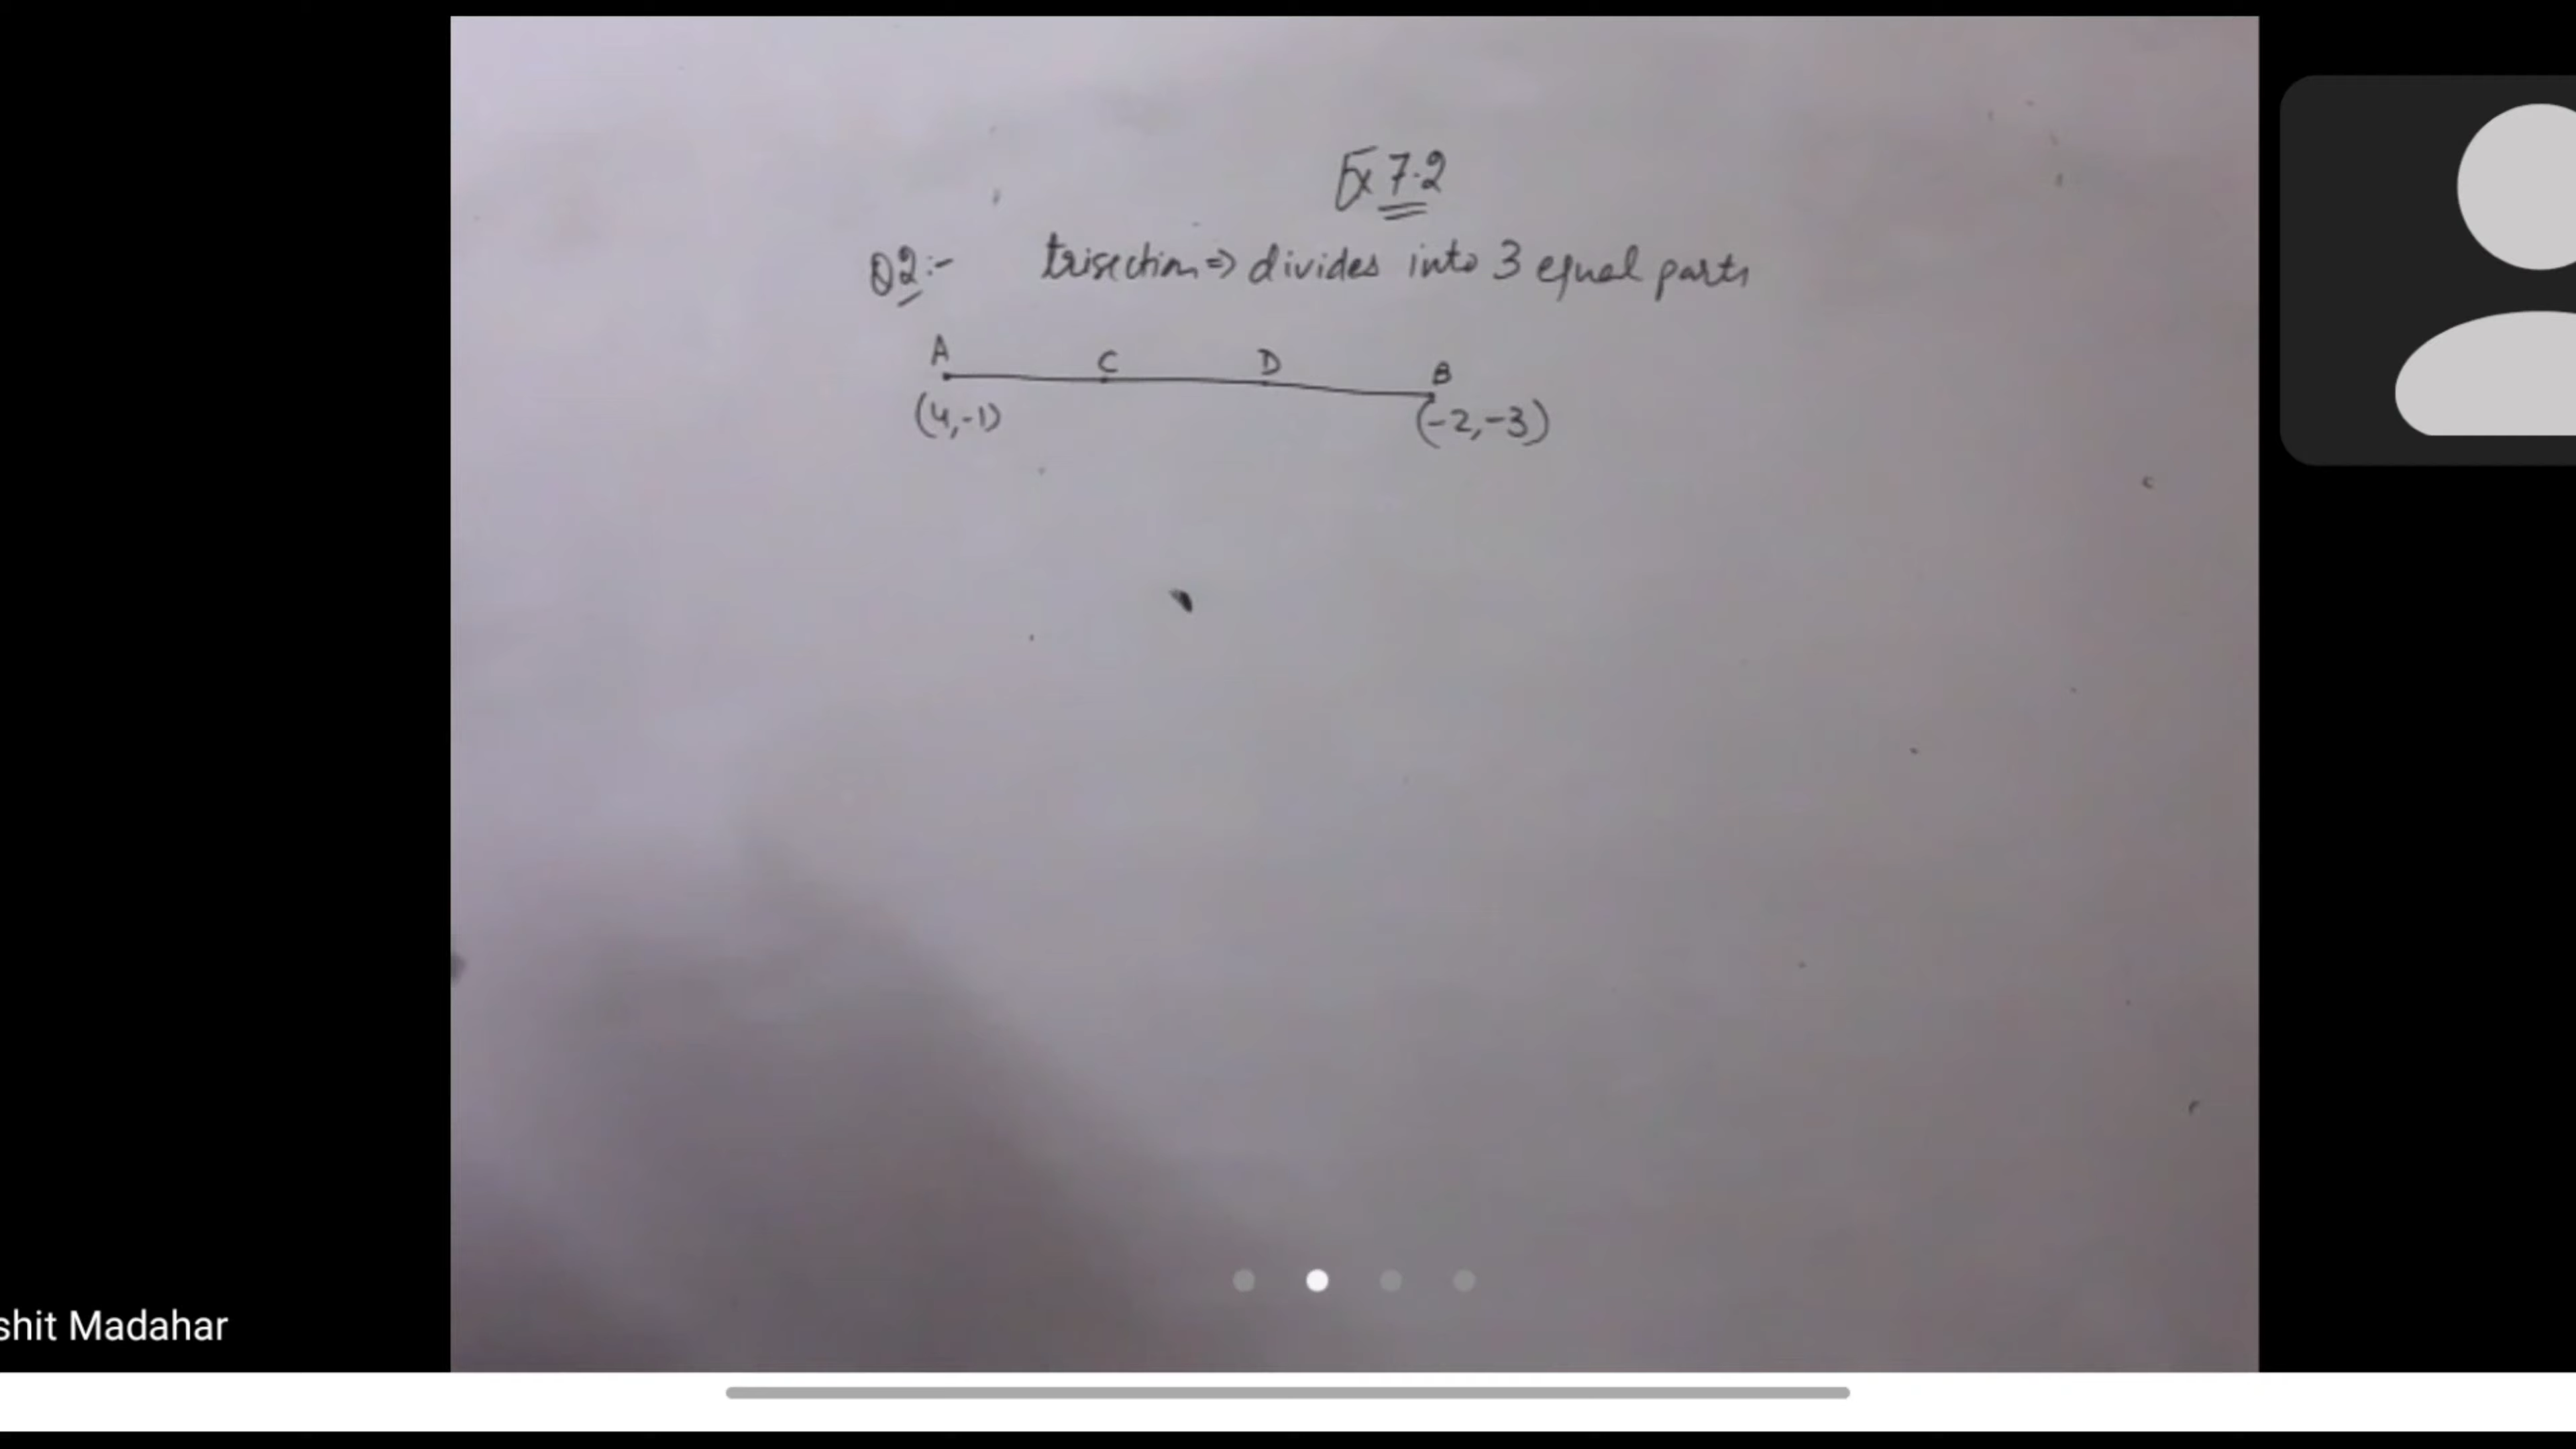 Ex 7.2
Q2:- trisection => divides into 3 equal parts
A C D B
(4,-1) (-2,-3)
shit Madahar